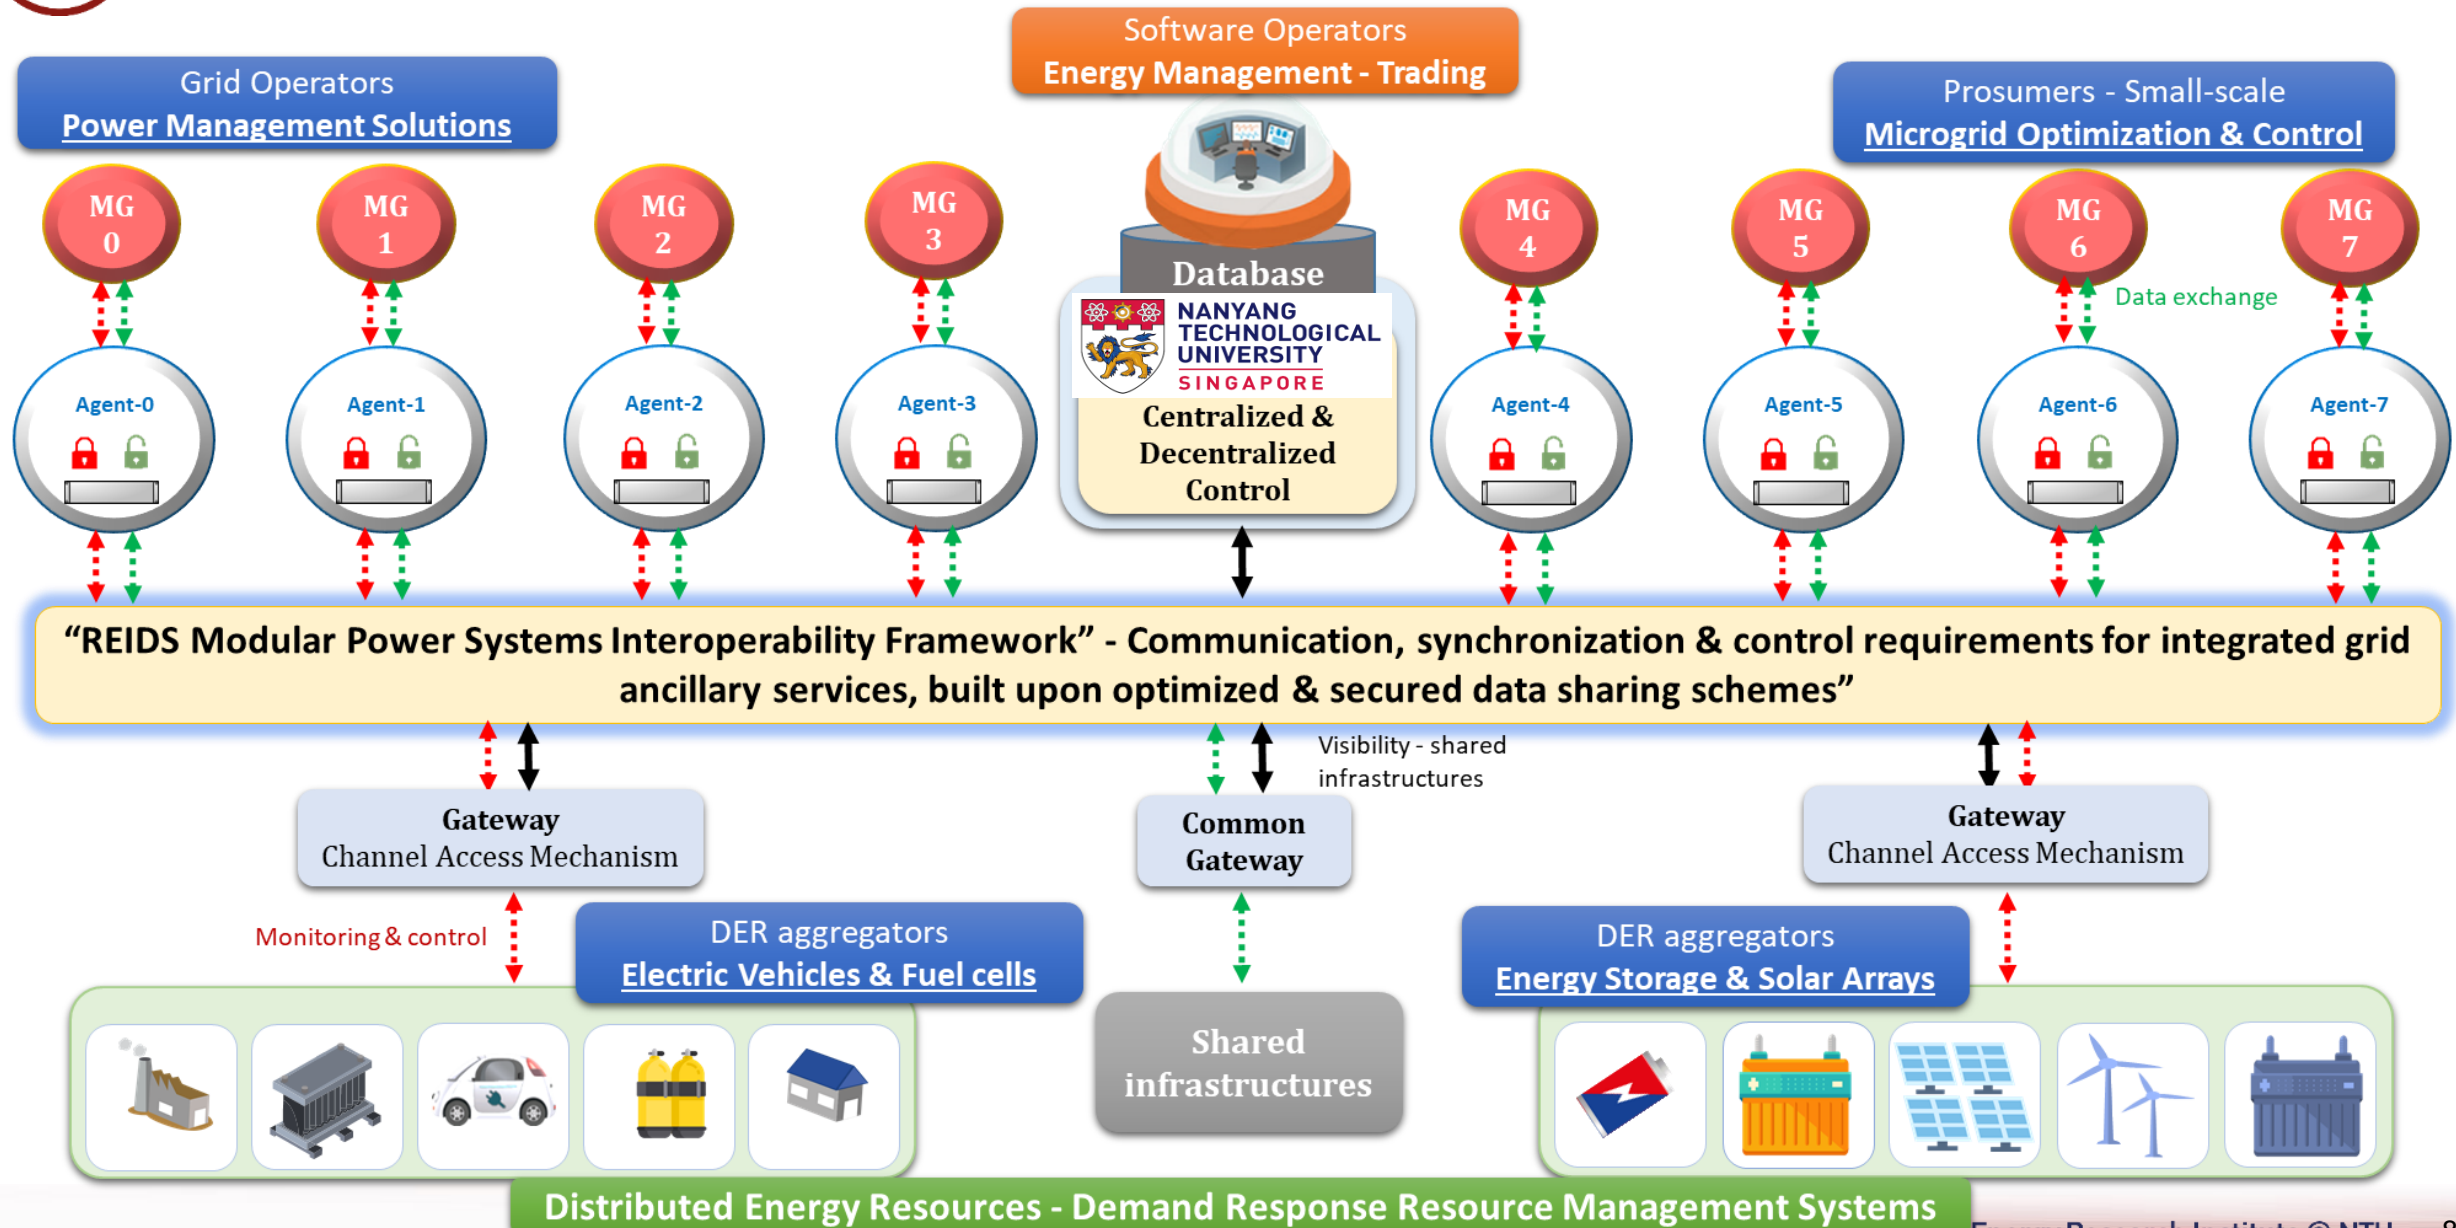 Software Operators
Energy Management - Trading
Grid Operators
Power Management Solutions
Prosumers - Small-scale
Microgrid Optimization & Control
MG
0
MG
1
MG
2
MG
3
MG
4
MG
5
MG
6
MG
7
Database
Data exchange
NANYANG
TECHNOLOGICAL
UNIVERSITY
SINGAPORE
Centralized &
Decentralized
Control
Agent-0
Agent-1
Agent-2
Agent-3
Agent-4
Agent-5
Agent-6
Agent-7
“REIDS Modular Power Systems Interoperability Framework” - Communication, synchronization & control requirements for integrated grid
ancillary services, built upon optimized & secured data sharing schemes”
Visibility - shared
infrastructures
Gateway
Channel Access Mechanism
Common
Gateway
Gateway
Channel Access Mechanism
Monitoring & control
DER aggregators
Electric Vehicles & Fuel cells
DER aggregators
Energy Storage & Solar Arrays
Shared
infrastructures
Distributed Energy Resources - Demand Response Resource Management Systems
Energy Research Institute @ NTU